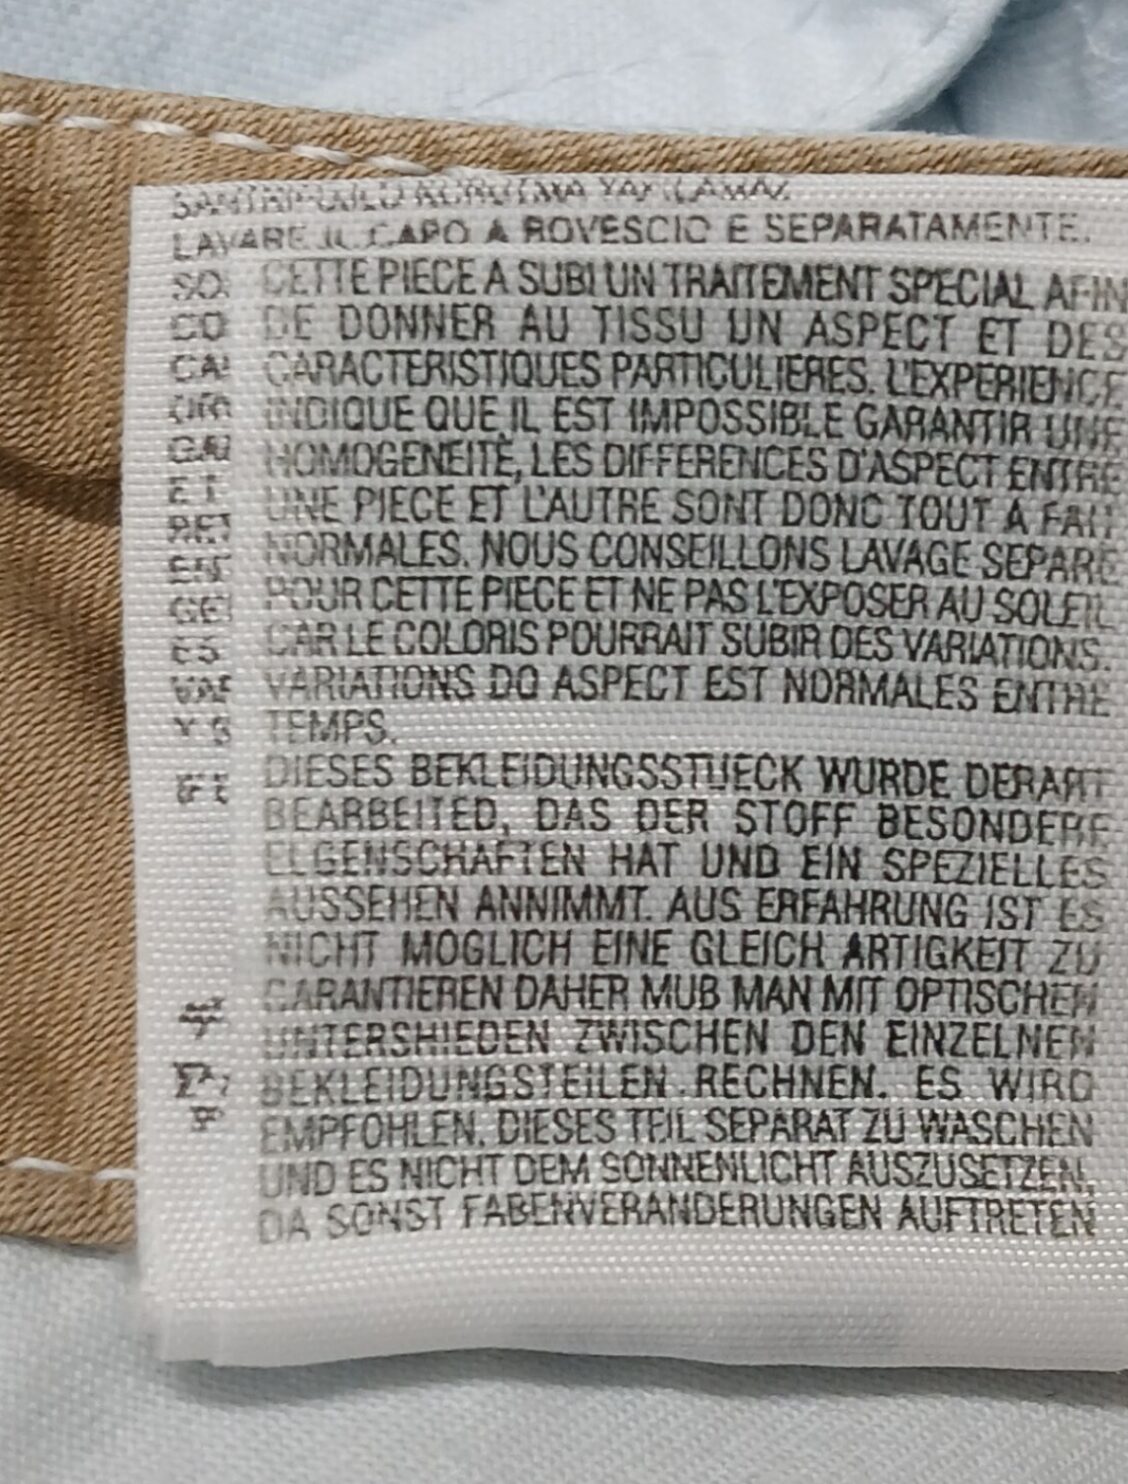 LAVARE IL CAPO A ROVESCIO E SEPARATAMENTE.
CETTE PIECE A SUBI UN TRAITEMENT SPECIAL AFIN
DE DONNER AU TISSU UN ASPECT ET DES
CARACTERISTIQUES PARTICULIERES. L'EXPERIENCE
INDIQUE QUE IL EST IMPOSSIBLE GARANTIR UNE
HOMOGENEITÈ, LES DIFFERENCES D'ASPECT ENTRE
UNE PIECE ET L'AUTRE SONT DONC TOUT A FAIT
NORMALES. NOUS CONSEILLONS LAVAGE SEPARE
POUR CETTE PIECE ET NE PAS L'EXPOSER AU SOLEIL
CAR LE COLORIS POURRAIT SUBIR DES VARIATIONS.
VARIATIONS DO ASPECT EST NORMALES ENTRE
TEMPS.
DIESES BEKLEIDUNGSSTUECK WURDE DERART
BEARBEITED, DAS DER STOFF BESONDERE
ELGENSCHAFTEN HAT UND EIN SPEZIELLES
AUSSEHEN ANNIMMT. AUS ERFAHRUNG IST ES
NICHT MOGLICH EINE GLEICH ARTIGKEIT ZU
GARANTIEREN DAHER MUB MAN MIT OPTISCHEN
UNTERSHIEDEN ZWISCHEN DEN EINZELNEN
BEKLEIDUNGSTEILEN RECHNEN. ES WIRD
EMPFOHLEN, DIESES TEIL SEPARAT ZU WASCHEN
UND ES NICHT DEM SONNENLICHT AUSZUSETZEN,
DA SONST FABENVERANDERUNGEN AUFTRETEN